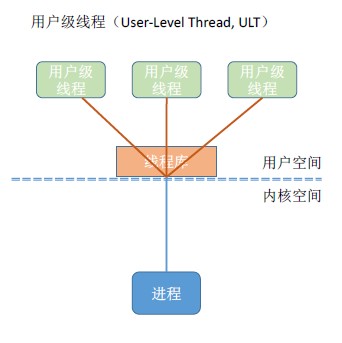 用户级线程（User-Level Thread, ULT）
用户级
线程
用户级
线程
用户级
线程
线程库
用户空间
内核空间
进程